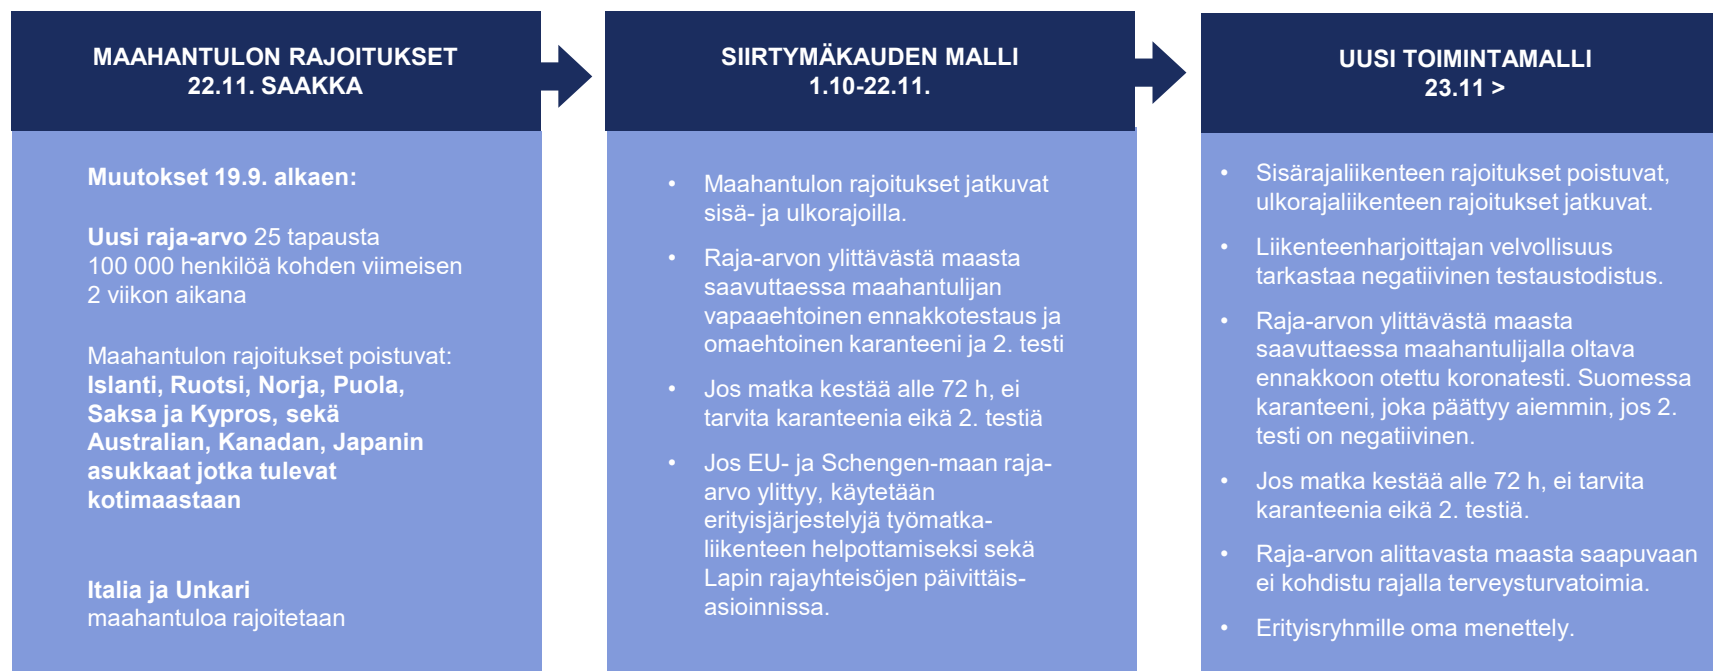 MAAHANTULON RAJOITUKSET
22.11. SAAKKA
Muutokset 19.9. alkaen:
Uusi raja-arvo 25 tapausta
100 000 henkilöä kohden viimeisen
2 viikon aikana
Maahantulon rajoitukset poistuvat:
Islanti, Ruotsi, Norja, Puola,
Saksa ja Kypros, sekä
Australian, Kanadan, Japanin
asukkaat jotka tulevat
kotimaastaan
Italia ja Unkari
maahantuloa rajoitetaan
SIIRTYMÄKAUDEN MALLI
1.10-22.11.
• Maahantulon rajoitukset jatkuvat
sisä- ja ulkorajoilla.
• Raja-arvon ylittävästä maasta
saavuttaessa maahantulijan
vapaaehtoinen ennakkotestaus ja
omaehtoinen karanteeni ja 2. testi
• Jos matka kestää alle 72 h, ei
tarvita karanteenia eikä 2. testiä
• Jos EU- ja Schengen-maan raja-
arvo ylittyy, käytetään
erityisjärjestelyjä työmatka-
liikenteen helpottamiseksi sekä
Lapin rajayhteisöjen päivittäis-
asioinnissa.
UUSI TOIMINTAMALLI
23.11 >
• Sisärajaliikenteen rajoitukset poistuvat,
ulkorajaliikenteen rajoitukset jatkuvat.
• Liikenteenharjoittajan velvollisuus
tarkastaa negatiivinen testaustodistus.
• Raja-arvon ylittävästä maasta
saavuttaessa maahantulijalla oltava
ennakkoon otettu koronatesti. Suomessa
karanteeni, joka päättyy aiemmin, jos 2.
testi on negatiivinen.
• Jos matka kestää alle 72 h, ei tarvita
karanteenia eikä 2. testiä.
• Raja-arvon alittavasta maasta saapuvaan
ei kohdistu rajalla terveysturvatoimia.
• Erityisryhmille oma menettely.